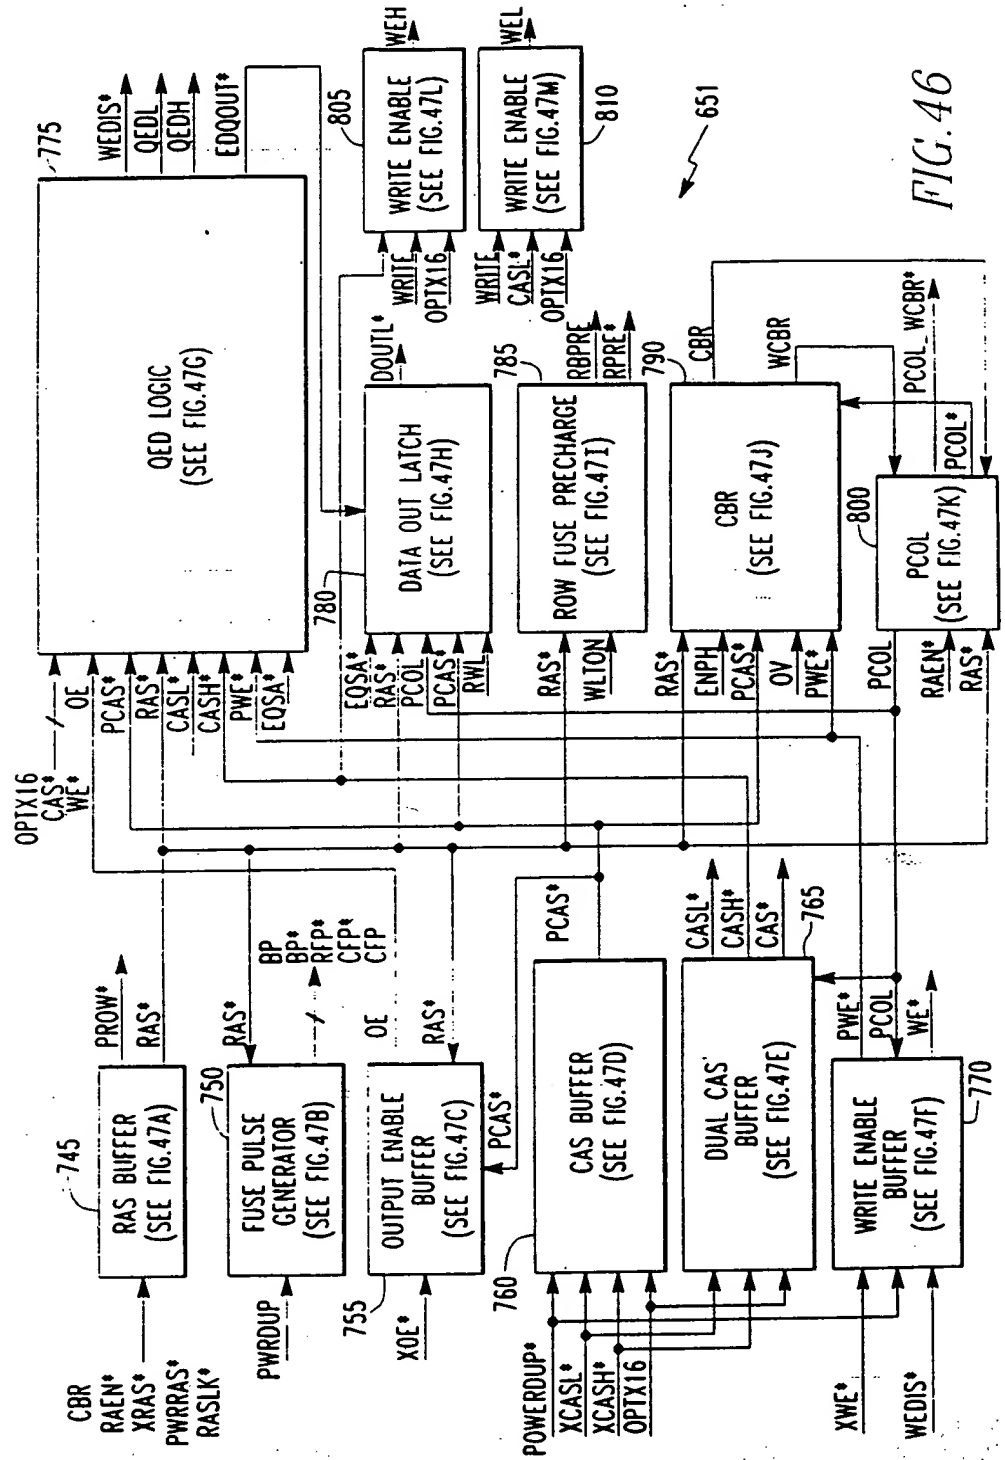 CBR
RAEN*
XRAS*
PWRRAS*
RASLK*
745
RAS BUFFER
(SEE FIG.47A)
PROW*
RAS*
PWRDUP
750
FUSE PULSE
GENERATOR
(SEE FIG.47B)
RAS*
BP
BP*
RFP*
CFP*
CFP
XOE*
755
OUTPUT ENABLE
BUFFER
(SEE FIG.47C)
OE
RAS*
PCAS*
POWERDUP*
XCASL*
XCASH*
OPTX16
760
CAS BUFFER
(SEE FIG.47D)
PCAS*
DUAL CAS
BUFFER
(SEE FIG.47E)
765
CASL*
CASH*
CAS*
XWE*
WEDIS*
WRITE ENABLE
BUFFER
(SEE FIG.47F)
770
PWE*
PCOL
WE*
OPTX16
CAS*
WE*
OE
PCAS*
RAS*
CASL*
CASH*
PWE*
EQSA*
775
QED LOGIC
(SEE FIG.47G)
WEDIS*
QEDL
QEDH
EDQOUT*
EQSA*
RAS*
PCOL
PCAS*
RWL
780
DATA OUT LATCH
(SEE FIG.47H)
DOUTL*
WRITE
OPTX16
805
WRITE ENABLE
(SEE FIG.47L)
WEH
WRITE
CASL*
OPTX16
WRITE ENABLE
(SEE FIG.47M)
810
WEL
RAS*
WLTON
785
ROW FUSE PRECHARGE
(SEE FIG.47I)
RBPRE
RPRE*
RAS*
ENPH
PCAS*
OV
PWE*
790
CBR
(SEE FIG.47J)
CBR
WCBR
PCOL
RAEN*
RAS*
800
PCOL
(SEE FIG.47K)
PCOL WCBR*
PCOL*
651
FIG. 46